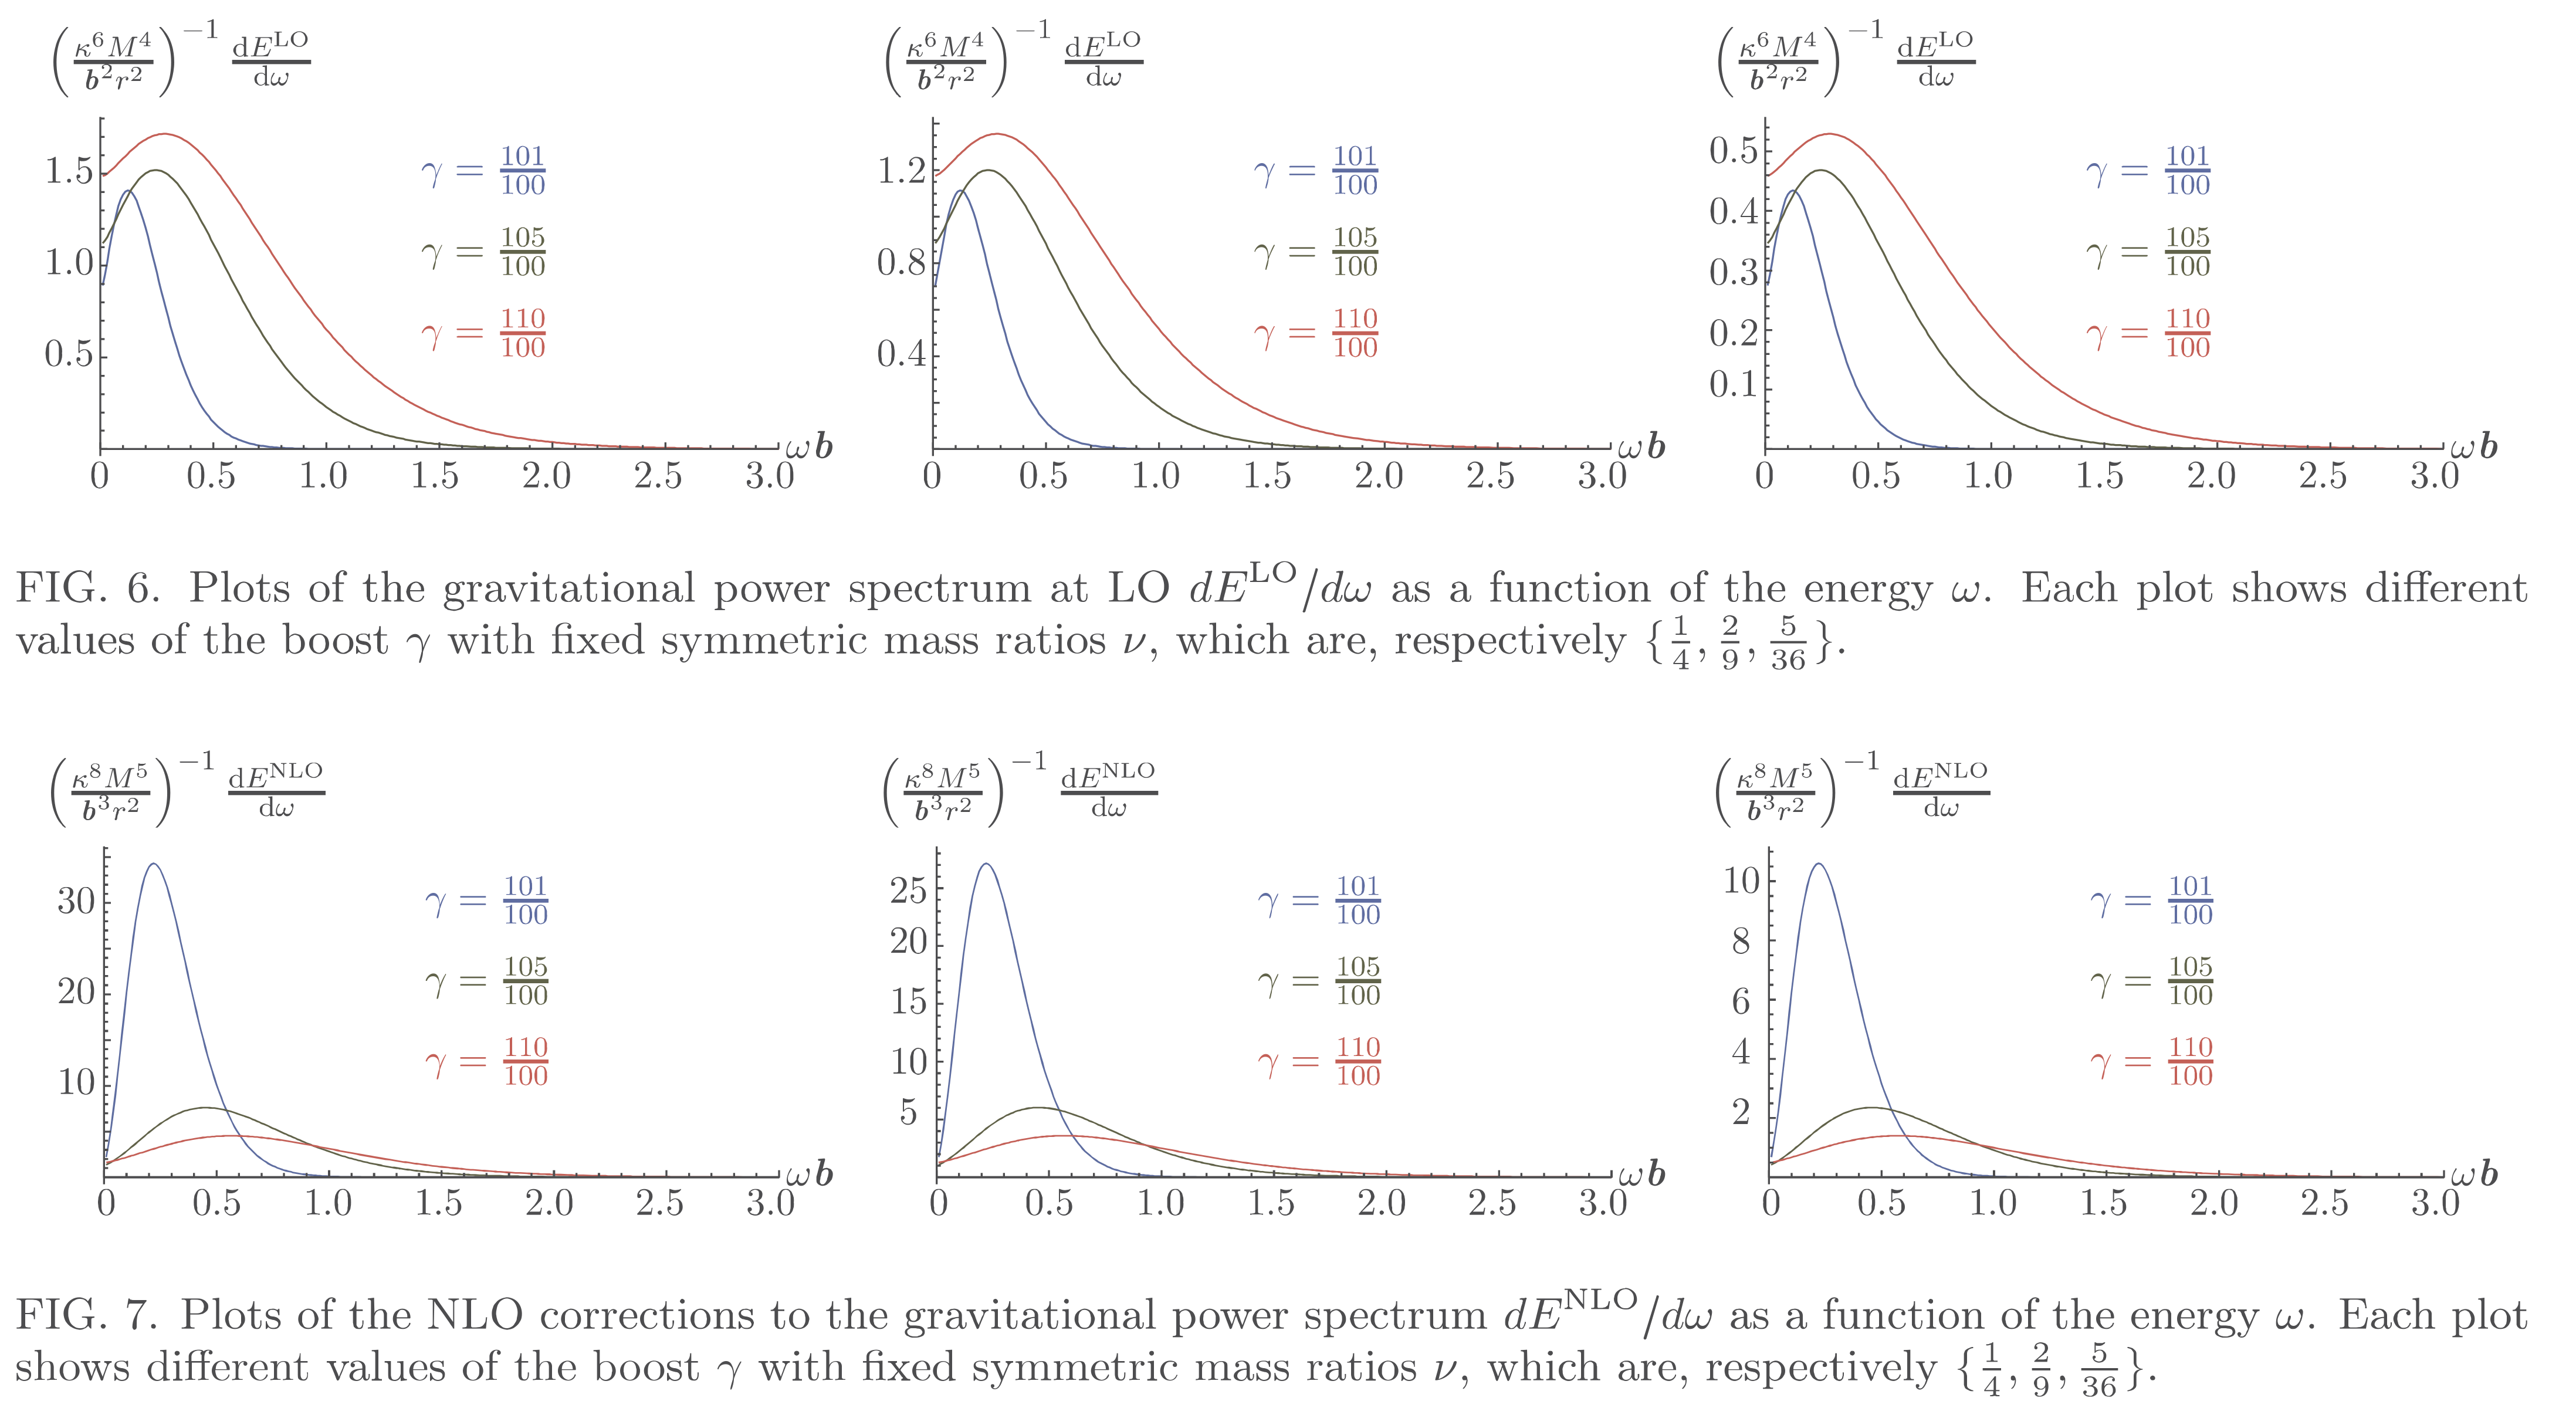 (κ⁶M⁴/b²r²)⁻¹ dE^LO/dω (κ⁶M⁴/b²r²)⁻¹ dE^LO/dω (κ⁶M⁴/b²r²)⁻¹ dE^LO/dω
1.5 γ = 101/100 1.2 γ = 101/100 0.5 γ = 101/100
0.4
1.0 γ = 105/100 0.8 γ = 105/100 0.3 γ = 105/100
0.5 γ = 110/100 0.4 γ = 110/100 0.2 γ = 110/100
0.1
ωb ωb ωb
0 0.5 1.0 1.5 2.0 2.5 3.0 0 0.5 1.0 1.5 2.0 2.5 3.0 0 0.5 1.0 1.5 2.0 2.5 3.0
FIG. 6. Plots of the gravitational power spectrum at LO dE^LO/dω as a function of the energy ω. Each plot shows different
values of the boost γ with fixed symmetric mass ratios ν, which are, respectively {1/4, 2/9, 5/36}.
(κ⁸M⁵/b³r²)⁻¹ dE^NLO/dω (κ⁸M⁵/b³r²)⁻¹ dE^NLO/dω (κ⁸M⁵/b³r²)⁻¹ dE^NLO/dω
30 γ = 101/100 25 γ = 101/100 10 γ = 101/100
20 8
20 γ = 105/100 15 γ = 105/100 6 γ = 105/100
10 γ = 110/100 10 γ = 110/100 4 γ = 110/100
5 2
ωb ωb ωb
0 0.5 1.0 1.5 2.0 2.5 3.0 0 0.5 1.0 1.5 2.0 2.5 3.0 0 0.5 1.0 1.5 2.0 2.5 3.0
FIG. 7. Plots of the NLO corrections to the gravitational power spectrum dE^NLO/dω as a function of the energy ω. Each plot
shows different values of the boost γ with fixed symmetric mass ratios ν, which are, respectively {1/4, 2/9, 5/36}.